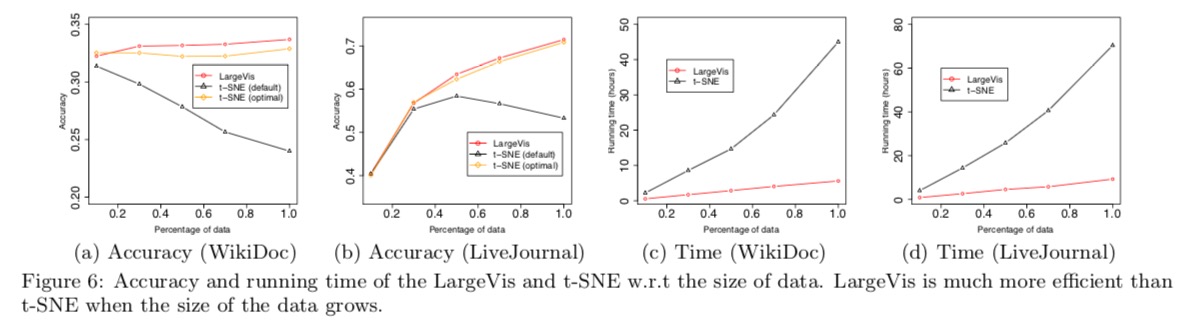 0.35
0.30
0.25
0.20
Accuracy
LargeVis
t−SNE (default)
t−SNE (optimal)
0.2 0.4 0.6 0.8 1.0
Percentage of data
(a) Accuracy (WikiDoc)
0.7
0.6
0.5
0.4
Accuracy
LargeVis
t−SNE (default)
t−SNE (optimal)
0.2 0.4 0.6 0.8 1.0
Percentage of data
(b) Accuracy (LiveJournal)
50
40
30
20
10
0
Running time (hours)
LargeVis
t−SNE
0.2 0.4 0.6 0.8 1.0
Percentage of data
(c) Time (WikiDoc)
80
60
40
20
0
Running time (hours)
LargeVis
t−SNE
0.2 0.4 0.6 0.8 1.0
Percentage of data
(d) Time (LiveJournal)
Figure 6: Accuracy and running time of the LargeVis and t-SNE w.r.t the size of data. LargeVis is much more efficient than
t-SNE when the size of the data grows.